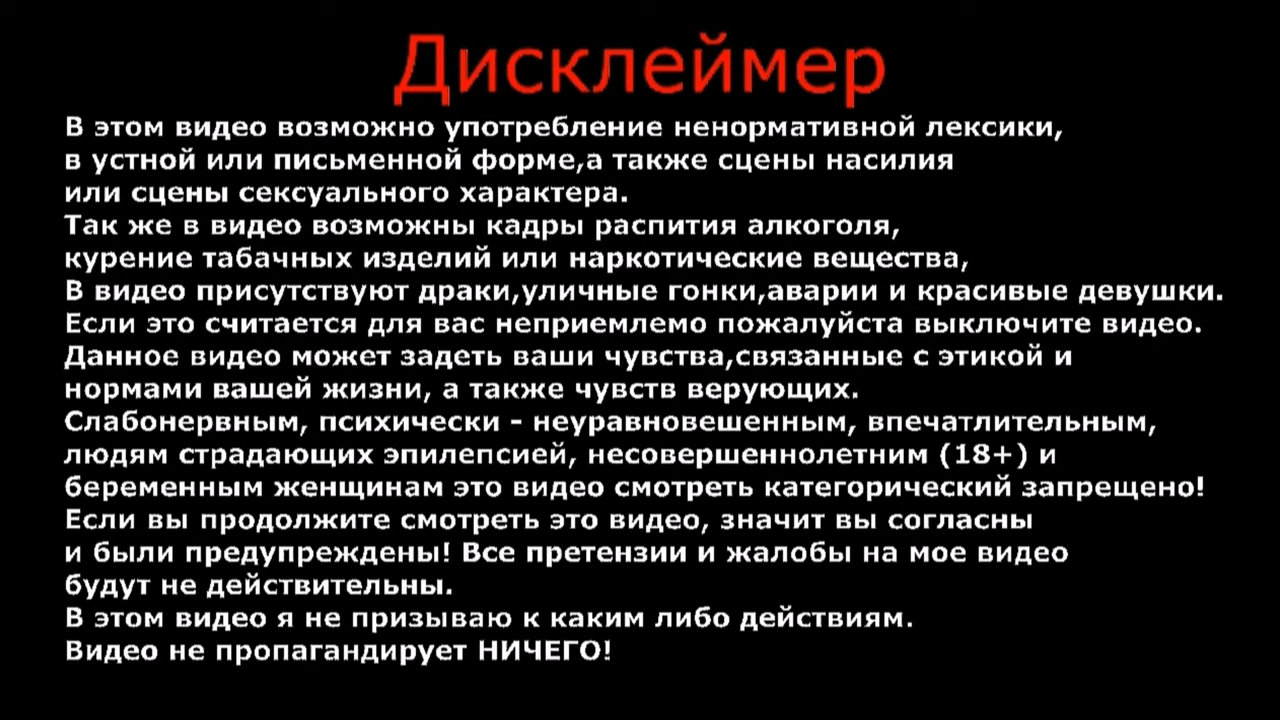 Дисклеймер
В этом видео возможно употребление ненормативной лексики,
в устной или письменной форме,а также сцены насилия
или сцены сексуального характера.
Так же в видео возможны кадры распития алкоголя,
курение табачных изделий или наркотические вещества,
В видео присутствуют драки,уличные гонки,аварии и красивые девушки.
Если это считается для вас неприемлемо пожалуйста выключите видео.
Данное видео может задеть ваши чувства,связанные с этикой и
нормами вашей жизни, а также чувств верующих.
Слабонервным, психически - неуравновешенным, впечатлительным,
людям страдающих эпилепсией, несовершеннолетним (18+) и
беременным женщинам это видео смотреть категорический запрещено!
Если вы продолжите смотреть это видео, значит вы согласны
и были предупреждены! Все претензии и жалобы на мое видео
будут не действительны.
В этом видео я не призываю к каким либо действиям.
Видео не пропагандирует НИЧЕГО!